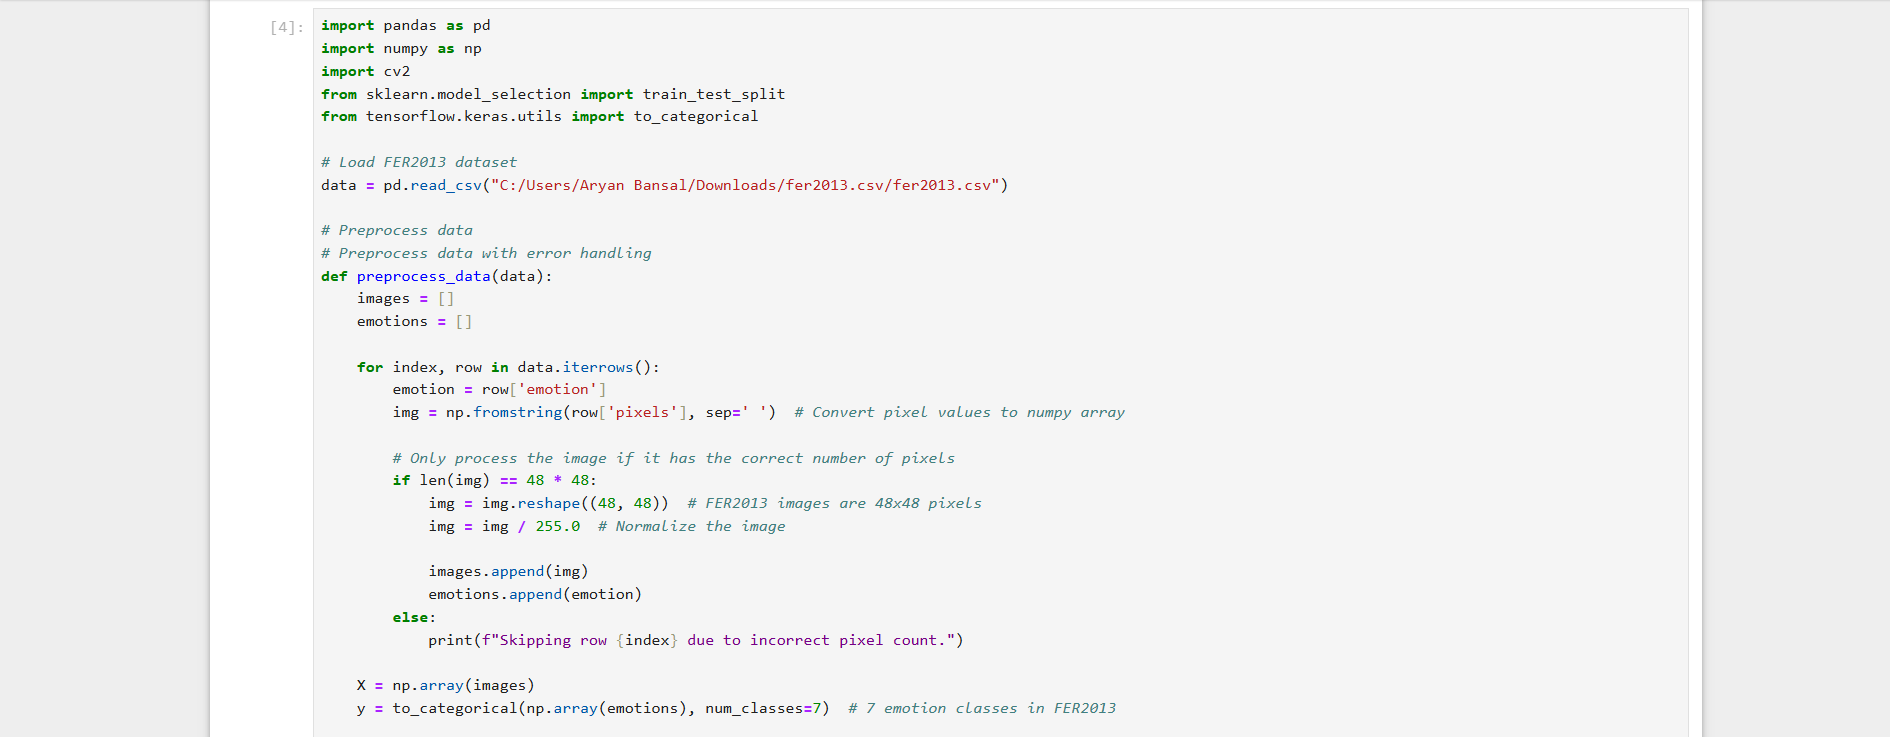 [4]:
import pandas as pd
import numpy as np
import cv2
from sklearn.model_selection import train_test_split
from tensorflow.keras.utils import to_categorical

# Load FER2013 dataset
data = pd.read_csv("C:/Users/Aryan Bansal/Downloads/fer2013.csv/fer2013.csv")

# Preprocess data
# Preprocess data with error handling
def preprocess_data(data):
    images = []
    emotions = []

    for index, row in data.iterrows():
        emotion = row['emotion']
        img = np.fromstring(row['pixels'], sep=' ')  # Convert pixel values to numpy array

        # Only process the image if it has the correct number of pixels
        if len(img) == 48 * 48:
            img = img.reshape((48, 48))  # FER2013 images are 48x48 pixels
            img = img / 255.0  # Normalize the image

            images.append(img)
            emotions.append(emotion)
        else:
            print(f"Skipping row {index} due to incorrect pixel count.")

    X = np.array(images)
    y = to_categorical(np.array(emotions), num_classes=7)  # 7 emotion classes in FER2013